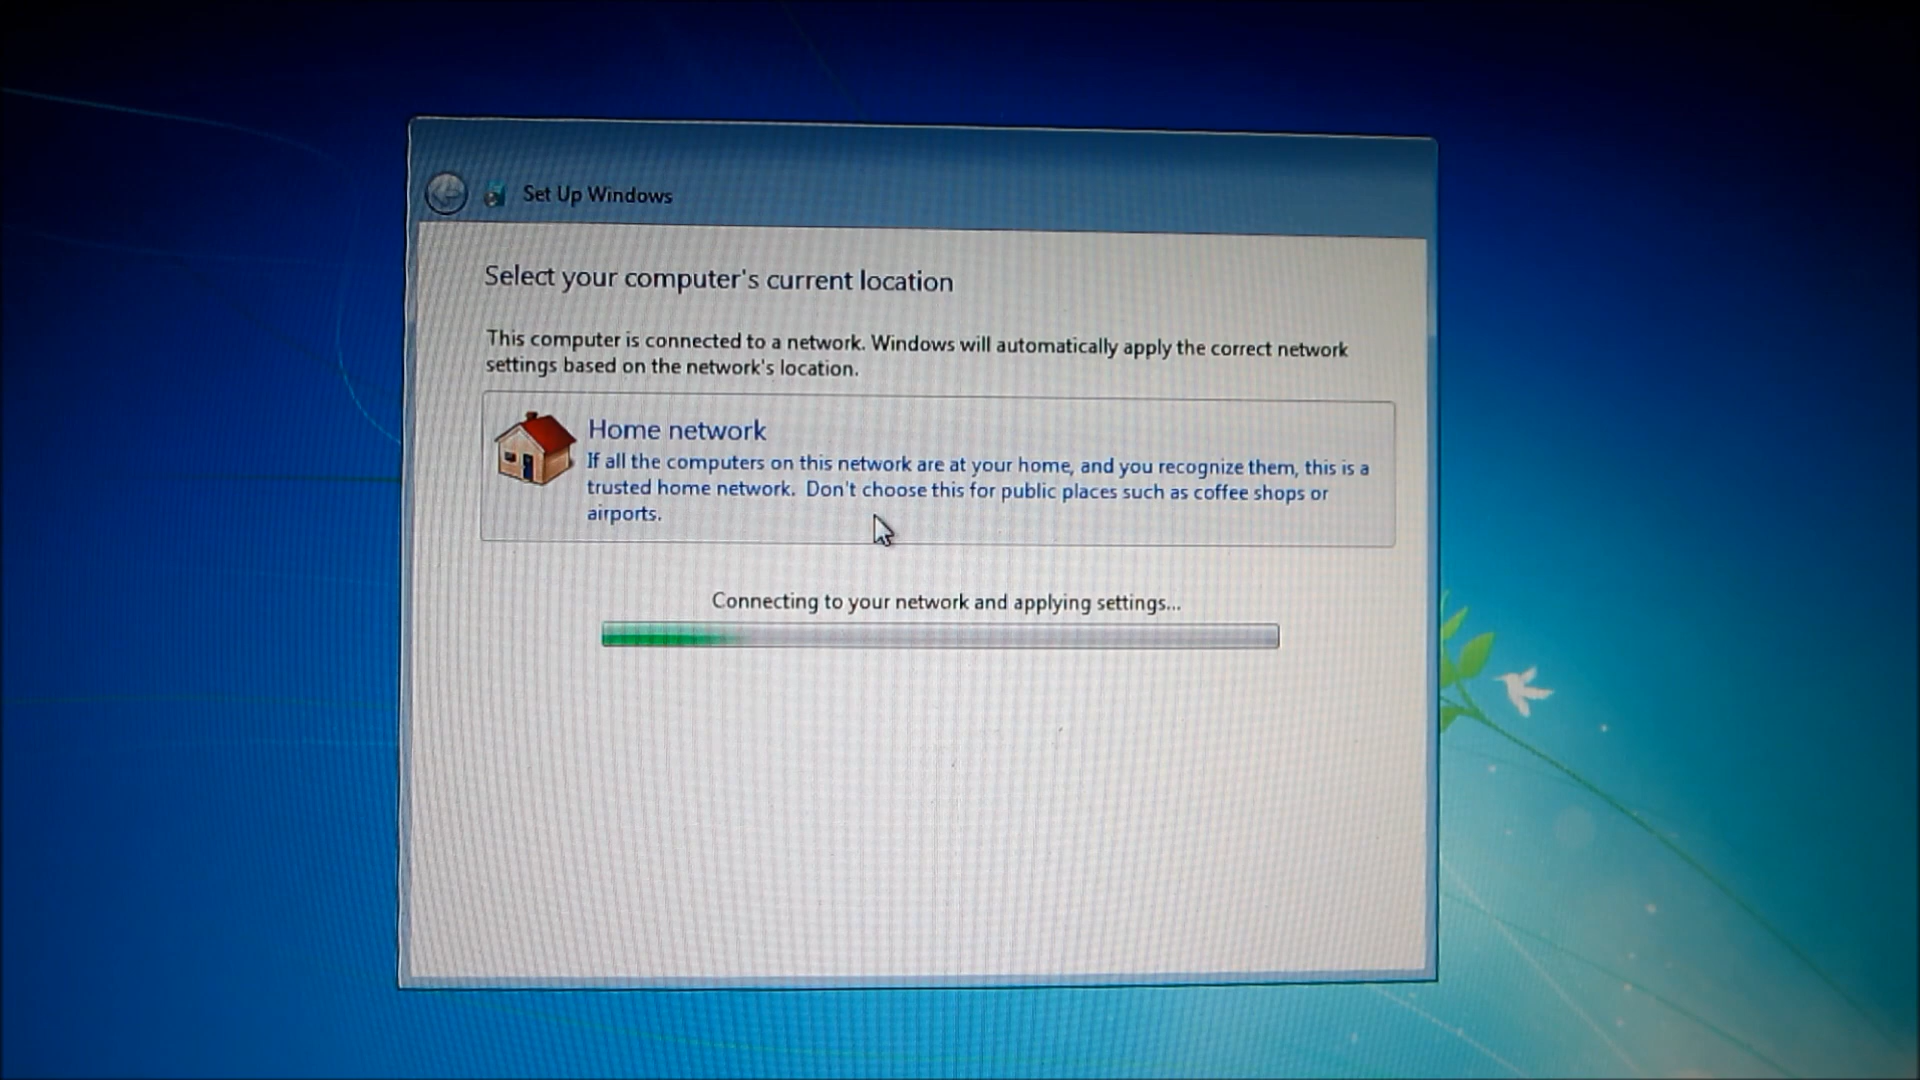 Set Up Windows
Select your computer's current location
This computer is connected to a network. Windows will automatically apply the correct network
settings based on the network's location.
Home network
If all the computers on this network are at your home, and you recognize them, this is a
trusted home network.  Don't choose this for public places such as coffee shops or
airports.
Connecting to your network and applying settings...